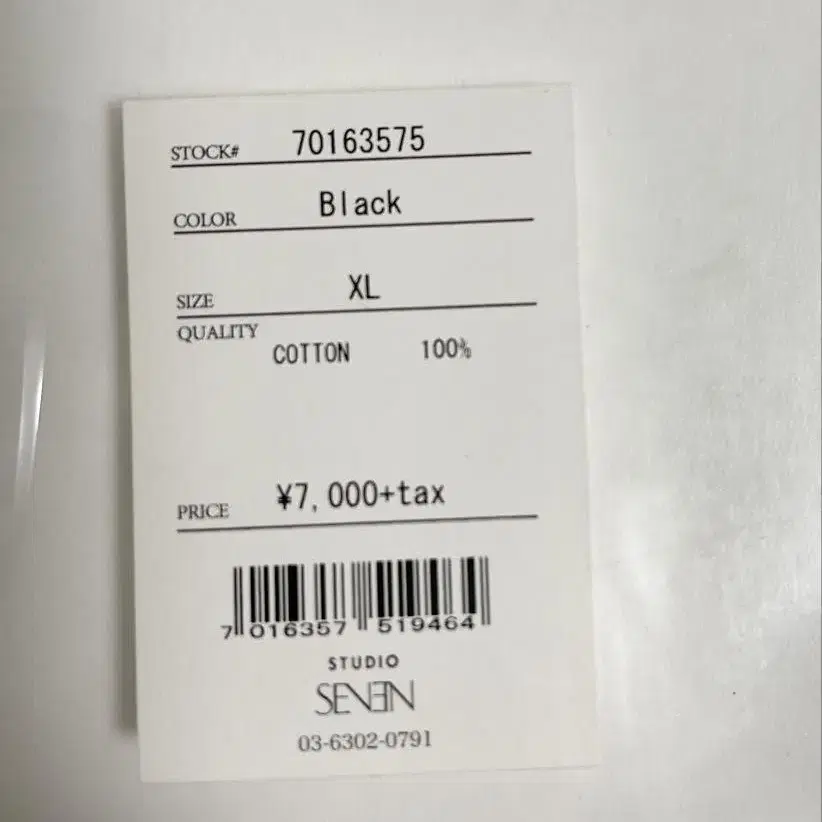 STOCK# 70163575
COLOR Black
SIZE XL
QUALITY
COTTON 100%
PRICE ¥7,000+tax
7 016357 519464
STUDIO
SEVEN
03-6302-0791